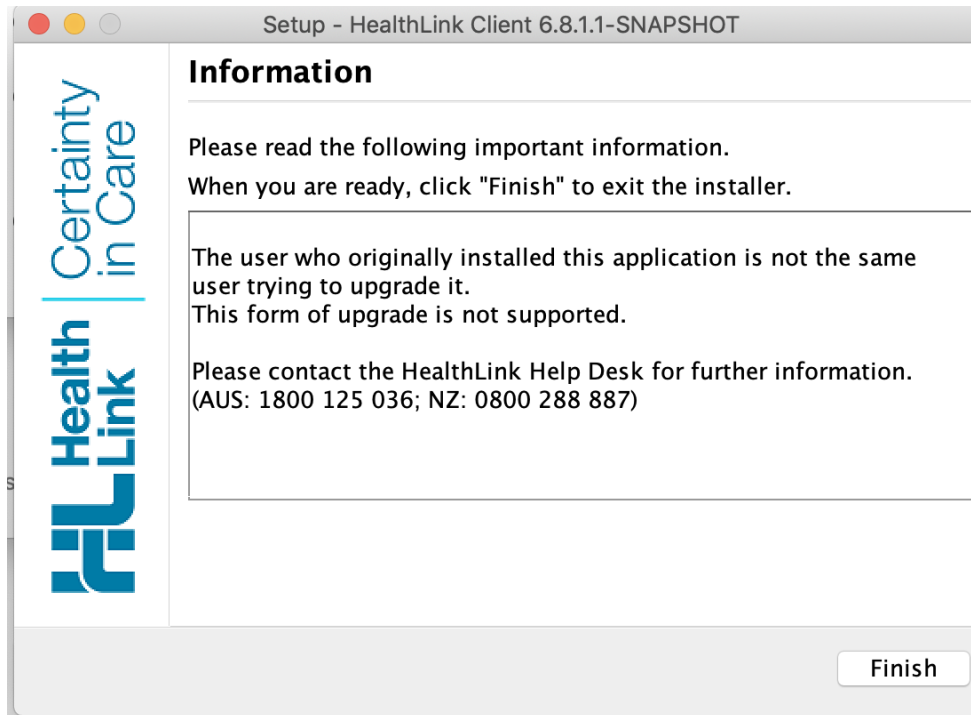 Setup - HealthLink Client 6.8.1.1-SNAPSHOT
Certainty
in Care
Health
Link
Information
Please read the following important information.
When you are ready, click "Finish" to exit the installer.
The user who originally installed this application is not the same
user trying to upgrade it.
This form of upgrade is not supported.
Please contact the HealthLink Help Desk for further information.
(AUS: 1800 125 036; NZ: 0800 288 887)
Finish